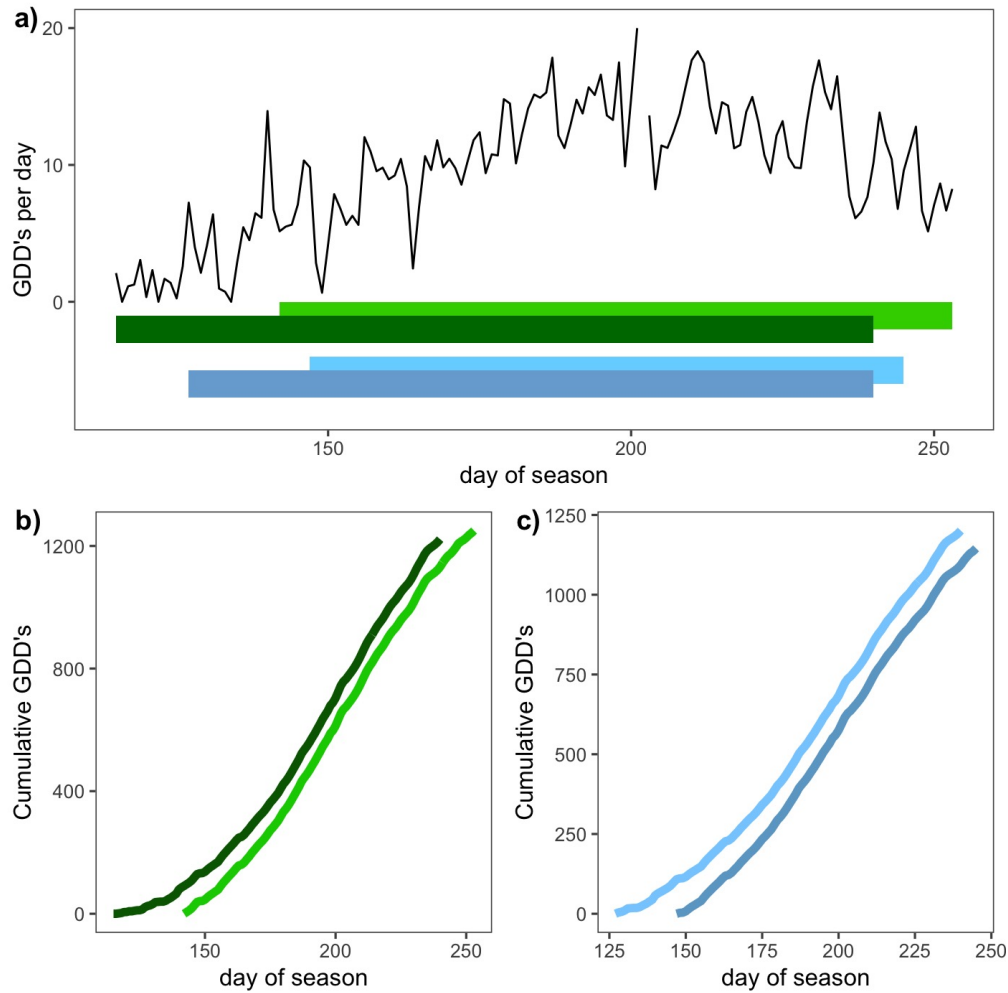 a)
20
10
0
GDD's per day
150 200 250
day of season
b)
1200
800
400
0
Cumulative GDD's
150 200 250
day of season
c)
1250
1000
750
500
250
0
Cumulative GDD's
125 150 175 200 225 250
day of season